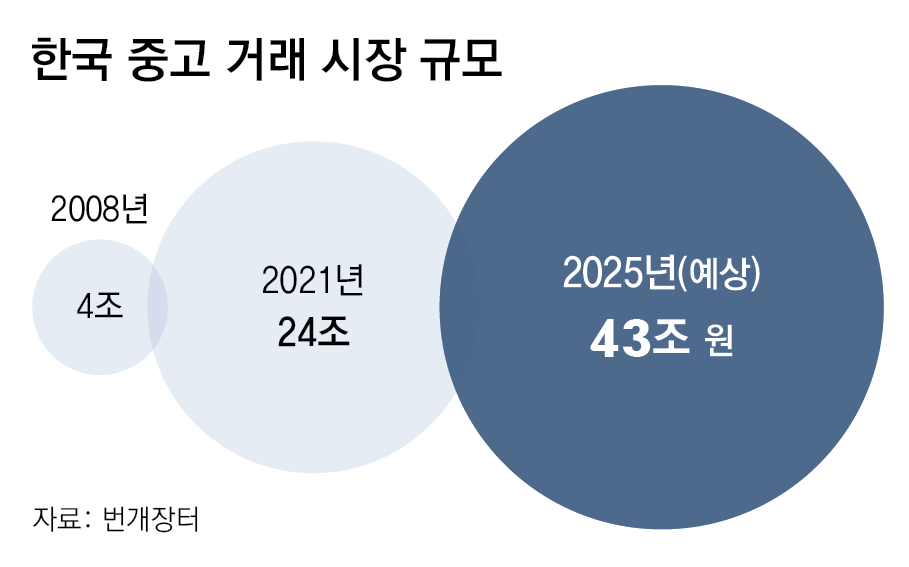 한국 중고 거래 시장 규모
2008년
4조
2021년
24조
2025년(예상)
43조 원
자료: 번개장터